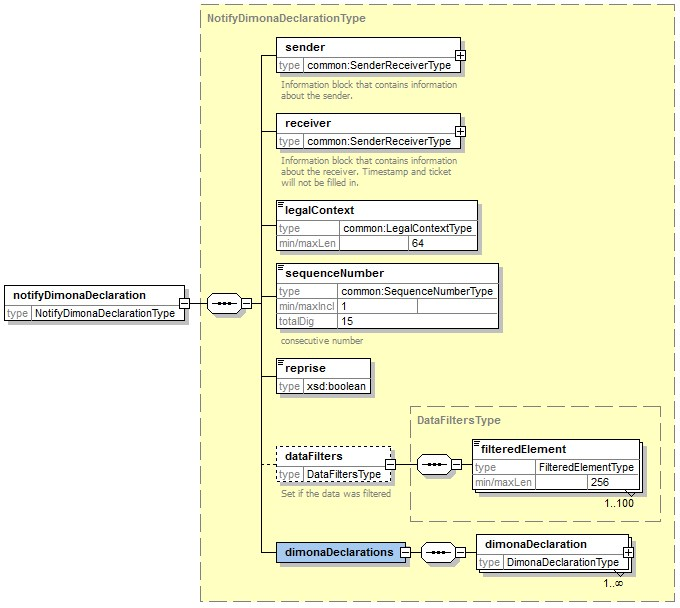 NotifyDimonaDeclarationType
sender
type common:SenderReceiverType
Information block that contains information
about the sender.
receiver
type common:SenderReceiverType
Information block that contains information
about the receiver. Timestamp and ticket
will not be filled in.
legalContext
type common:LegalContextType
min/maxLen 64
sequenceNumber
type common:SequenceNumberType
min/maxIncl 1
totalDig 15
consecutive number
notifyDimonaDeclaration
type NotifyDimonaDeclarationType
reprise
type xsd:boolean
dataFilters
type DataFiltersType
Set if the data was filtered
DataFiltersType
filteredElement
type FilteredElementType
min/maxLen 256
1..100
dimonaDeclarations
dimonaDeclaration
type DimonaDeclarationType
1..∞